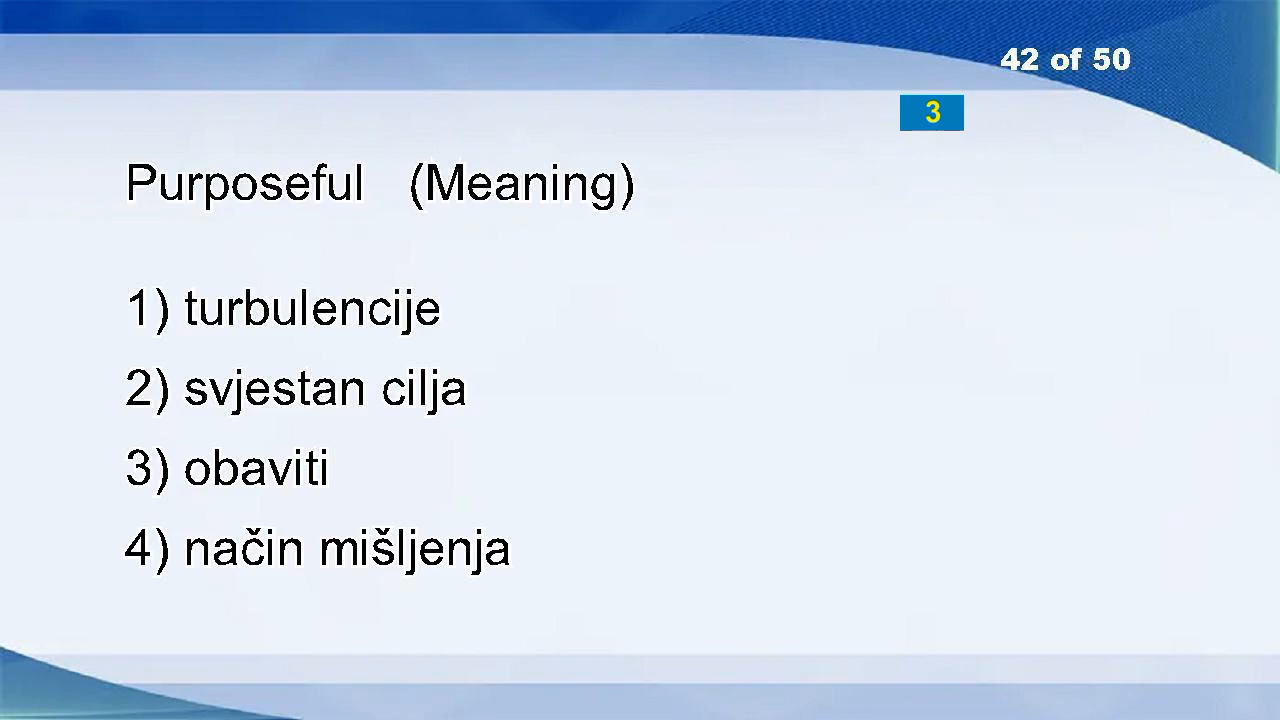 42 of 50
3
Purposeful (Meaning)
1) turbulencije
2) svjestan cilja
3) obaviti
4) način mišljenja